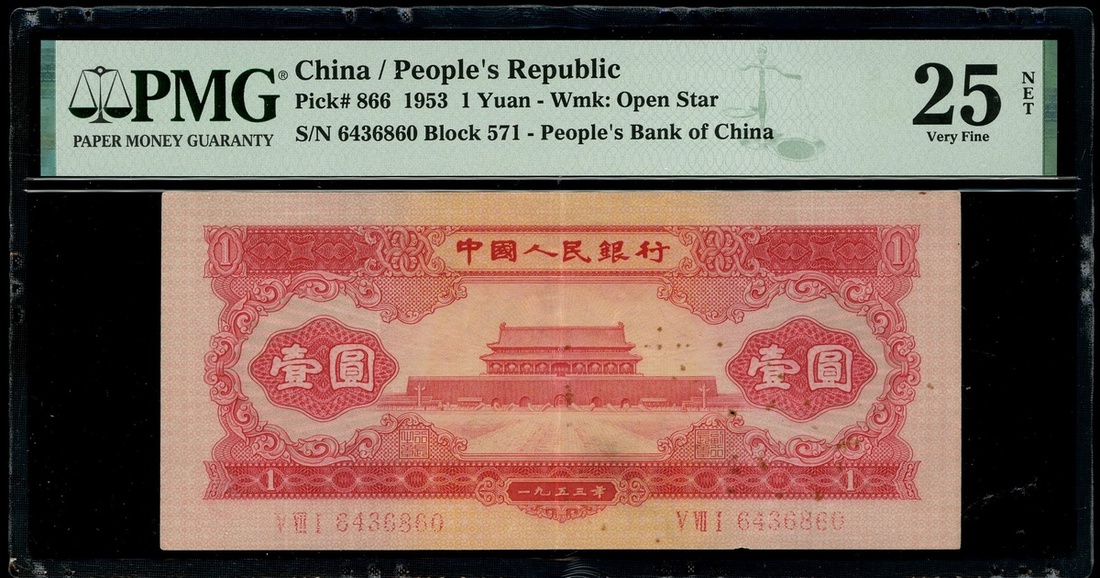 PMG®
PAPER MONEY GUARANTY
China / People's Republic
Pick# 866 1953 1 Yuan - Wmk: Open Star
S/N 6436860 Block 571 - People's Bank of China
25 NET
Very Fine
1 中國人民銀行 1
壹圓 壹圓
1 一九五三年 1
V VII I 6436860 V VII I 6436860